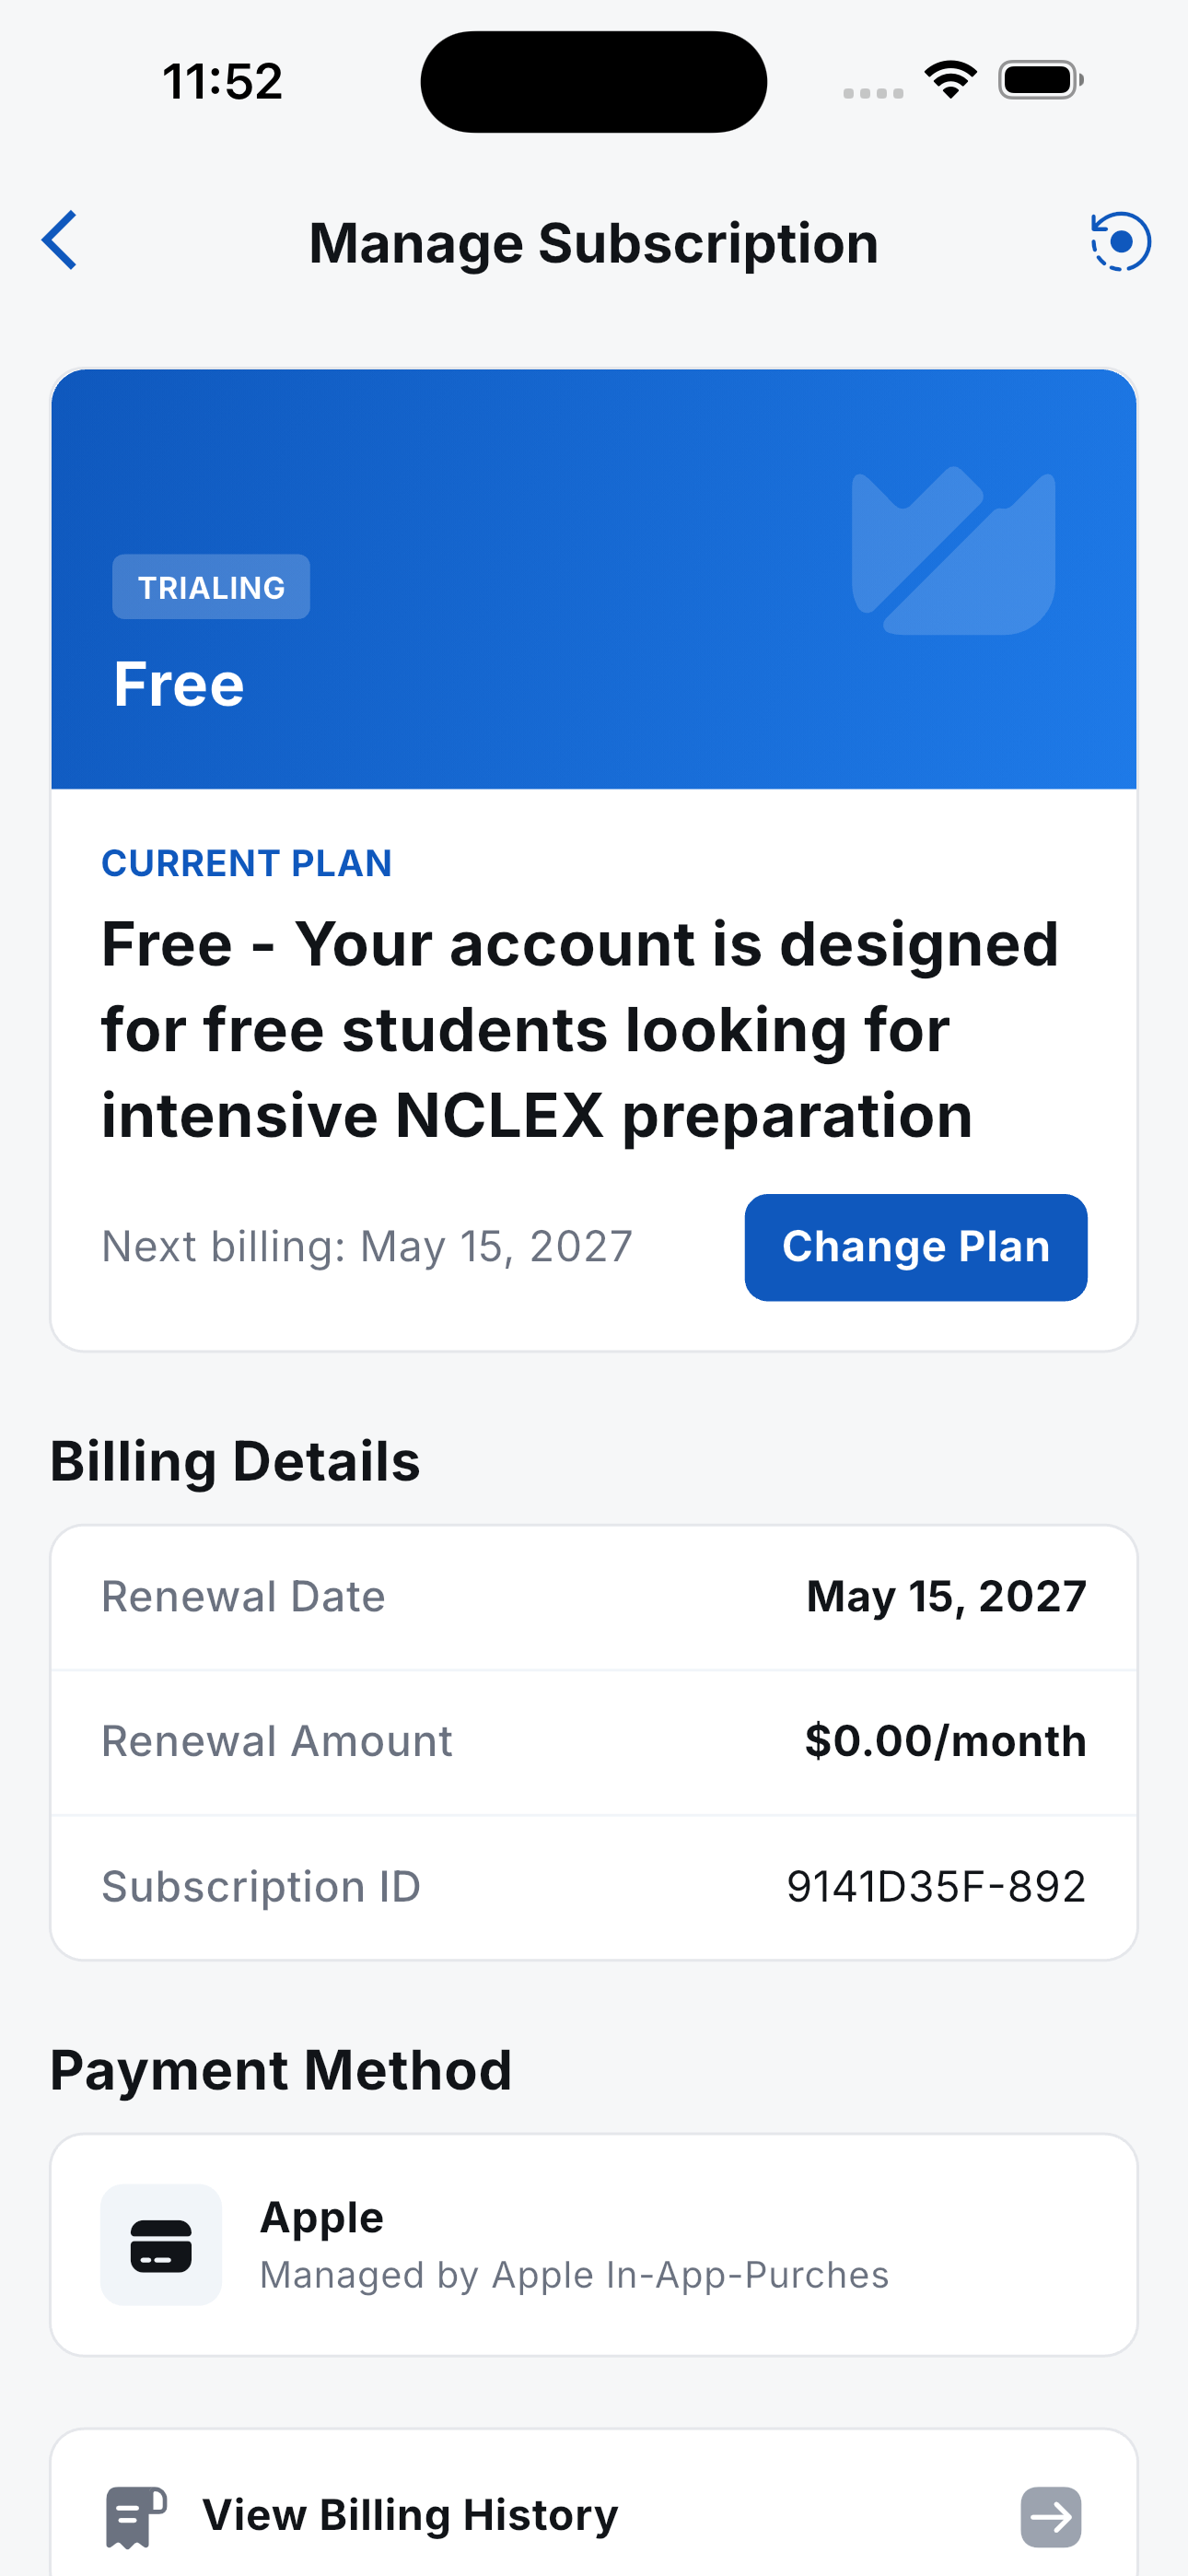 11:52
Manage Subscription
TRIALING
Free
CURRENT PLAN
Free - Your account is designed
for free students looking for
intensive NCLEX preparation
Next billing: May 15, 2027
Change Plan
Billing Details
Renewal Date
May 15, 2027
Renewal Amount
$0.00/month
Subscription ID
9141D35F-892
Payment Method
Apple
Managed by Apple In-App-Purches
View Billing History